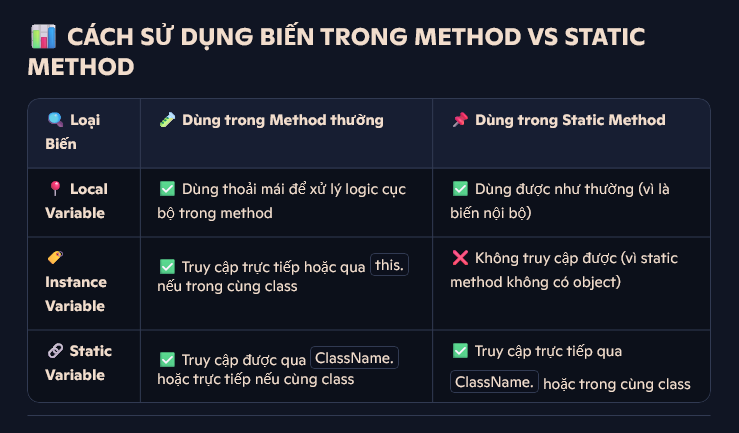 📊 CÁCH SỬ DỤNG BIẾN TRONG METHOD VS STATIC
METHOD
🔍 Loại
Biến
🧪 Dùng trong Method thường
📌 Dùng trong Static Method
📍 Local
Variable
✅ Dùng thoải mái để xử lý logic cục
bộ trong method
✅ Dùng được như thường (vì là
biến nội bộ)
🏷️
Instance
Variable
✅ Truy cập trực tiếp hoặc qua this.
nếu trong cùng class
❌ Không truy cập được (vì static
method không có object)
🔗 Static
Variable
✅ Truy cập được qua ClassName.
hoặc trực tiếp nếu cùng class
✅ Truy cập trực tiếp qua
ClassName. hoặc trong cùng class